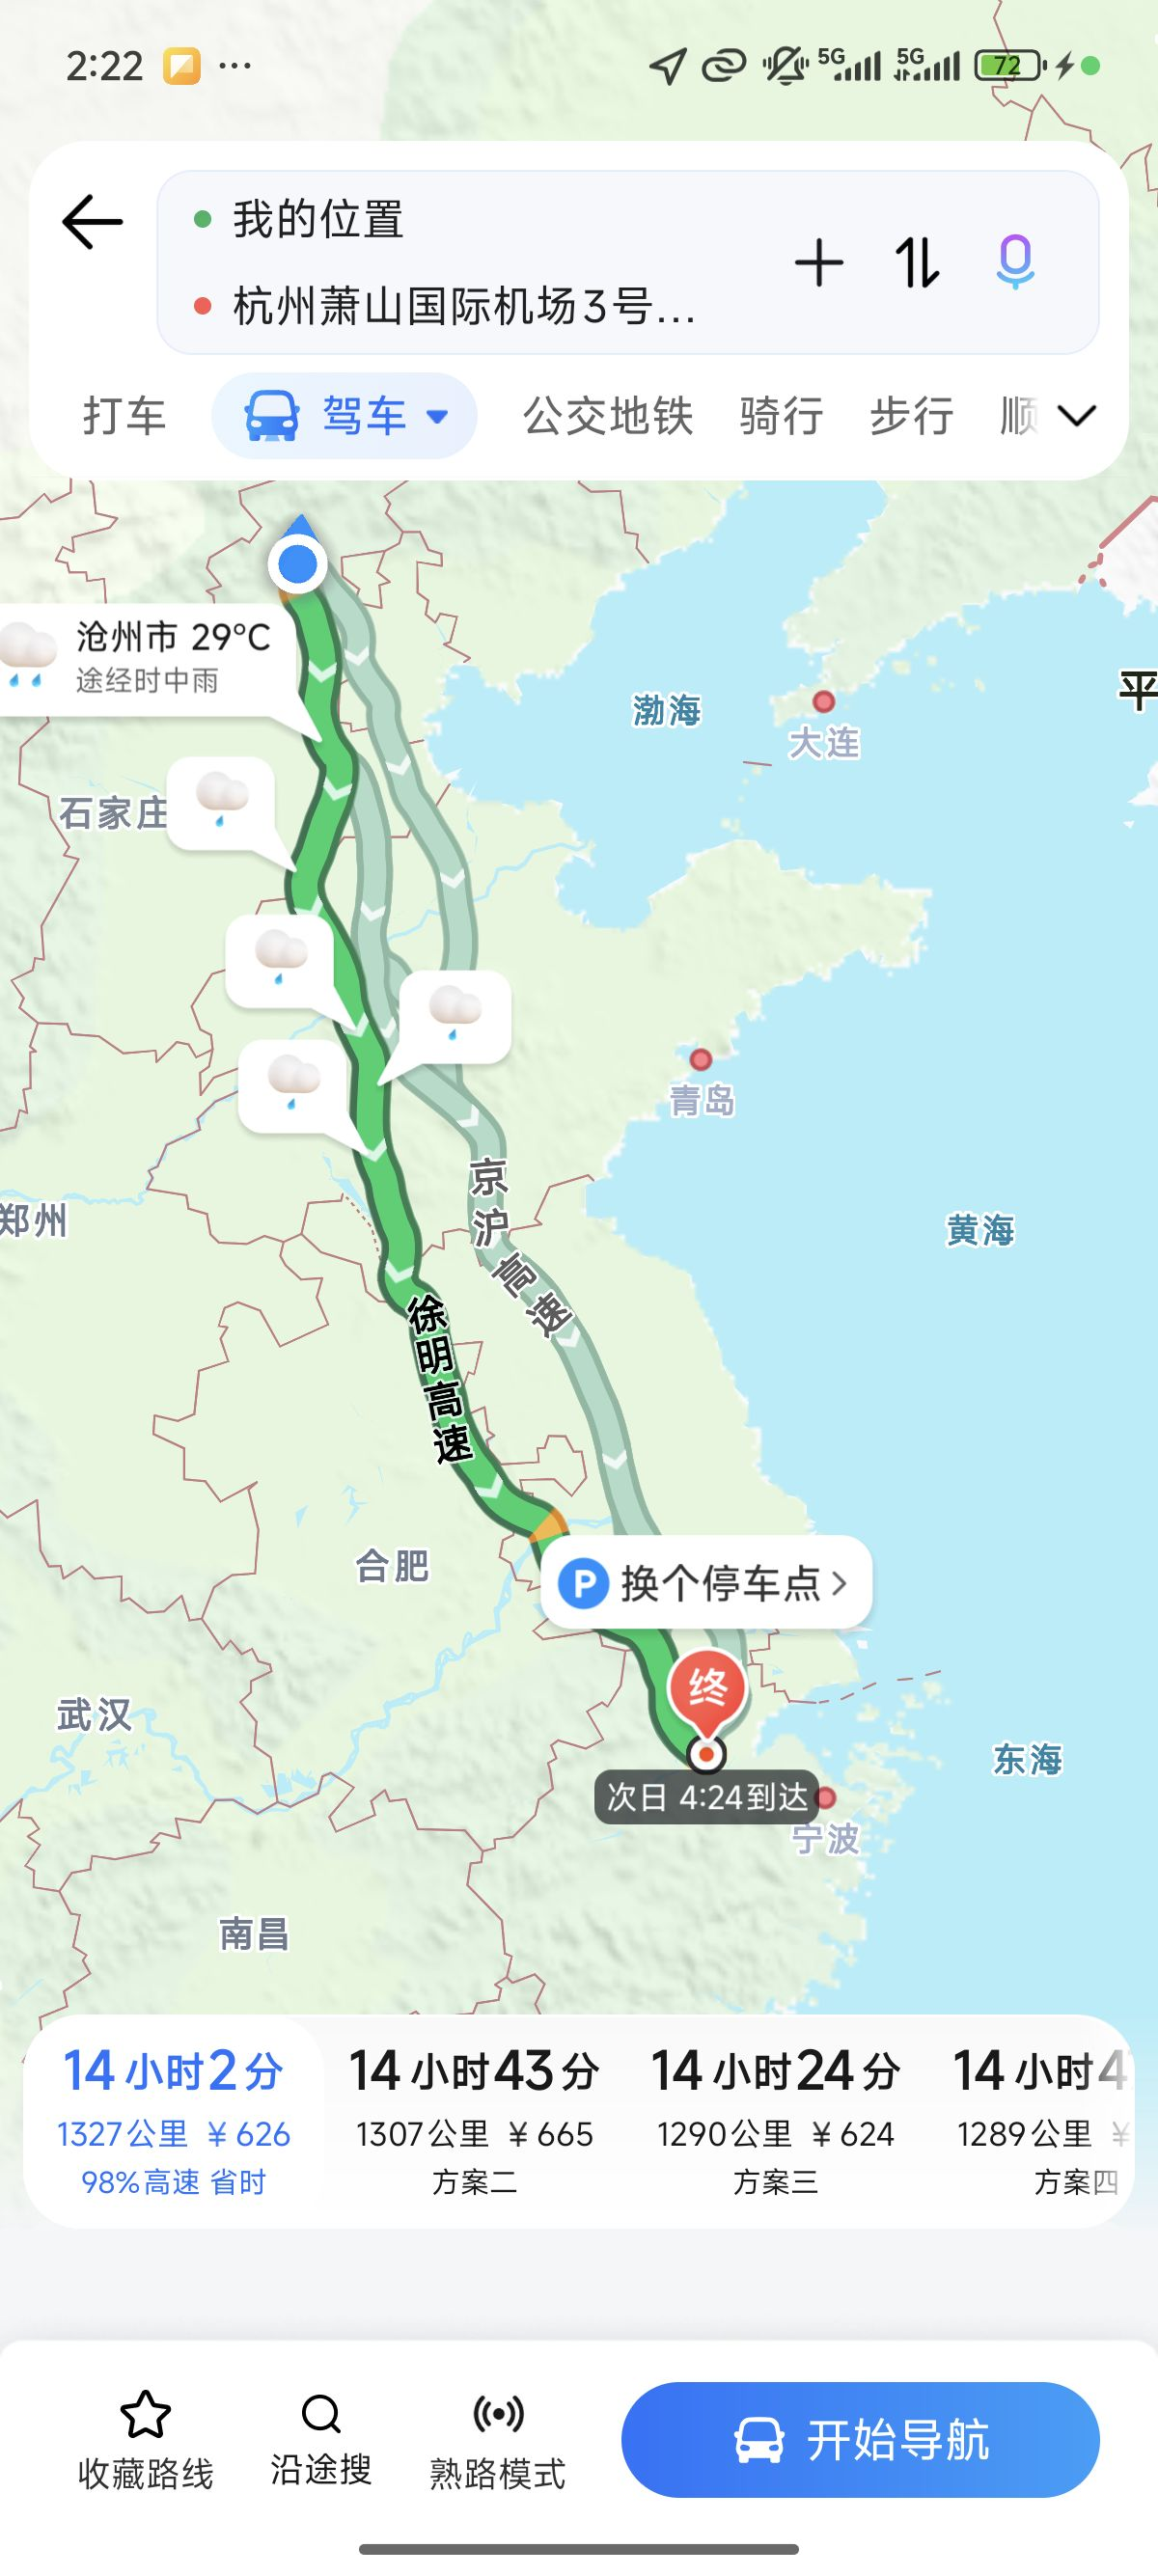 2:22 ...
5G 5G 72
我的位置
杭州萧山国际机场3号...
打车 驾车 公交地铁 骑行 步行 顺
沧州市 29°C
途经时中雨
渤海
大连
平
石家庄
青岛
京沪高速
郑州
黄海
徐明高速
合肥
P 换个停车点
终
武汉
东海
次日 4:24到达
宁波
南昌
14小时2分 14小时43分 14小时24分 14小时4
1327公里 ¥626 1307公里 ¥665 1290公里 ¥624 1289公里 ¥
98%高速 省时 方案二 方案三 方案四
收藏路线 沿途搜 熟路模式 开始导航